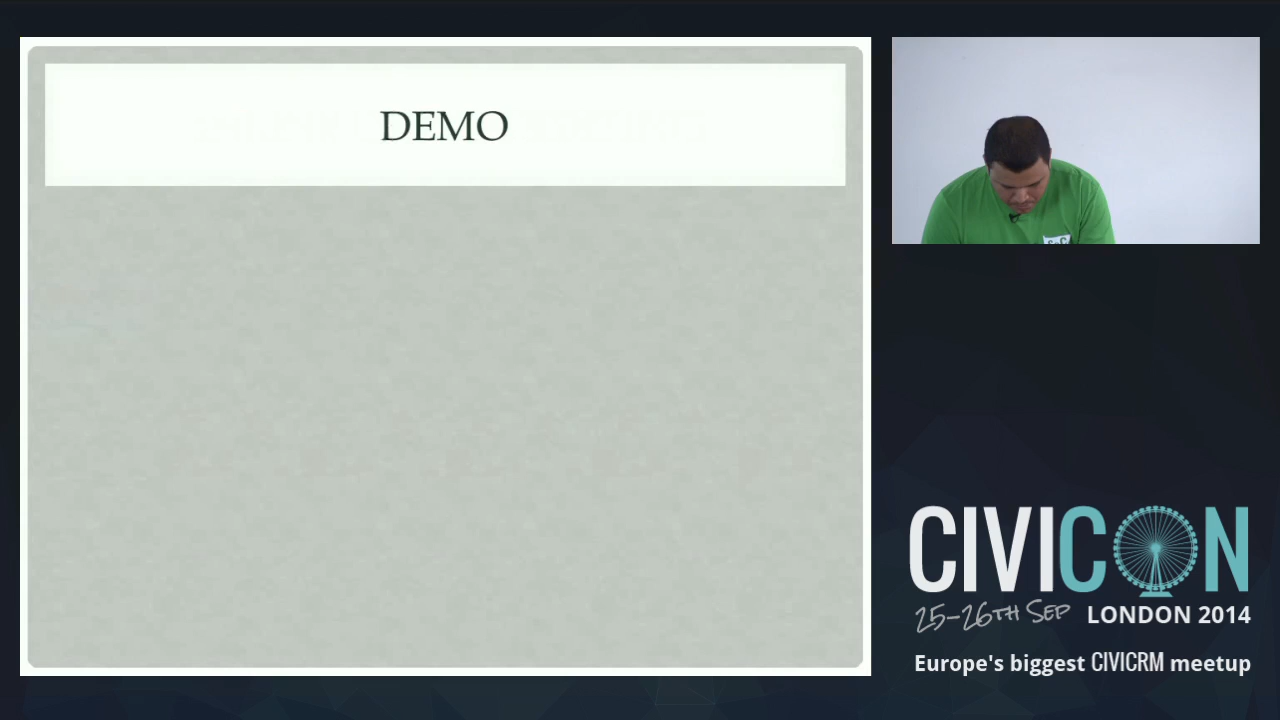 DEMO
CIVICON
25-26TH SEP LONDON 2014
Europe's biggest CIVICRM meetup